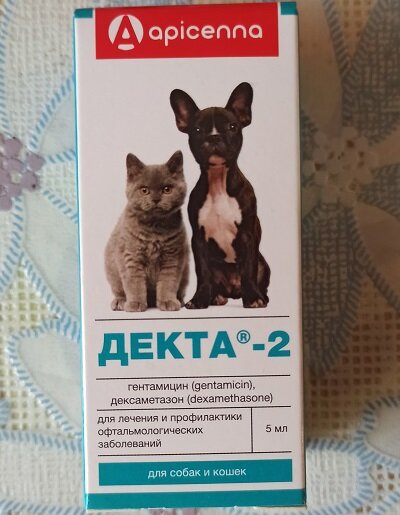 apicenna
ДЕКТА®-2
гентамицин (gentamicin),
дексаметазон (dexamethasone)
для лечения и профилактики
офтальмологических
заболеваний
5 мл
для собак и кошек